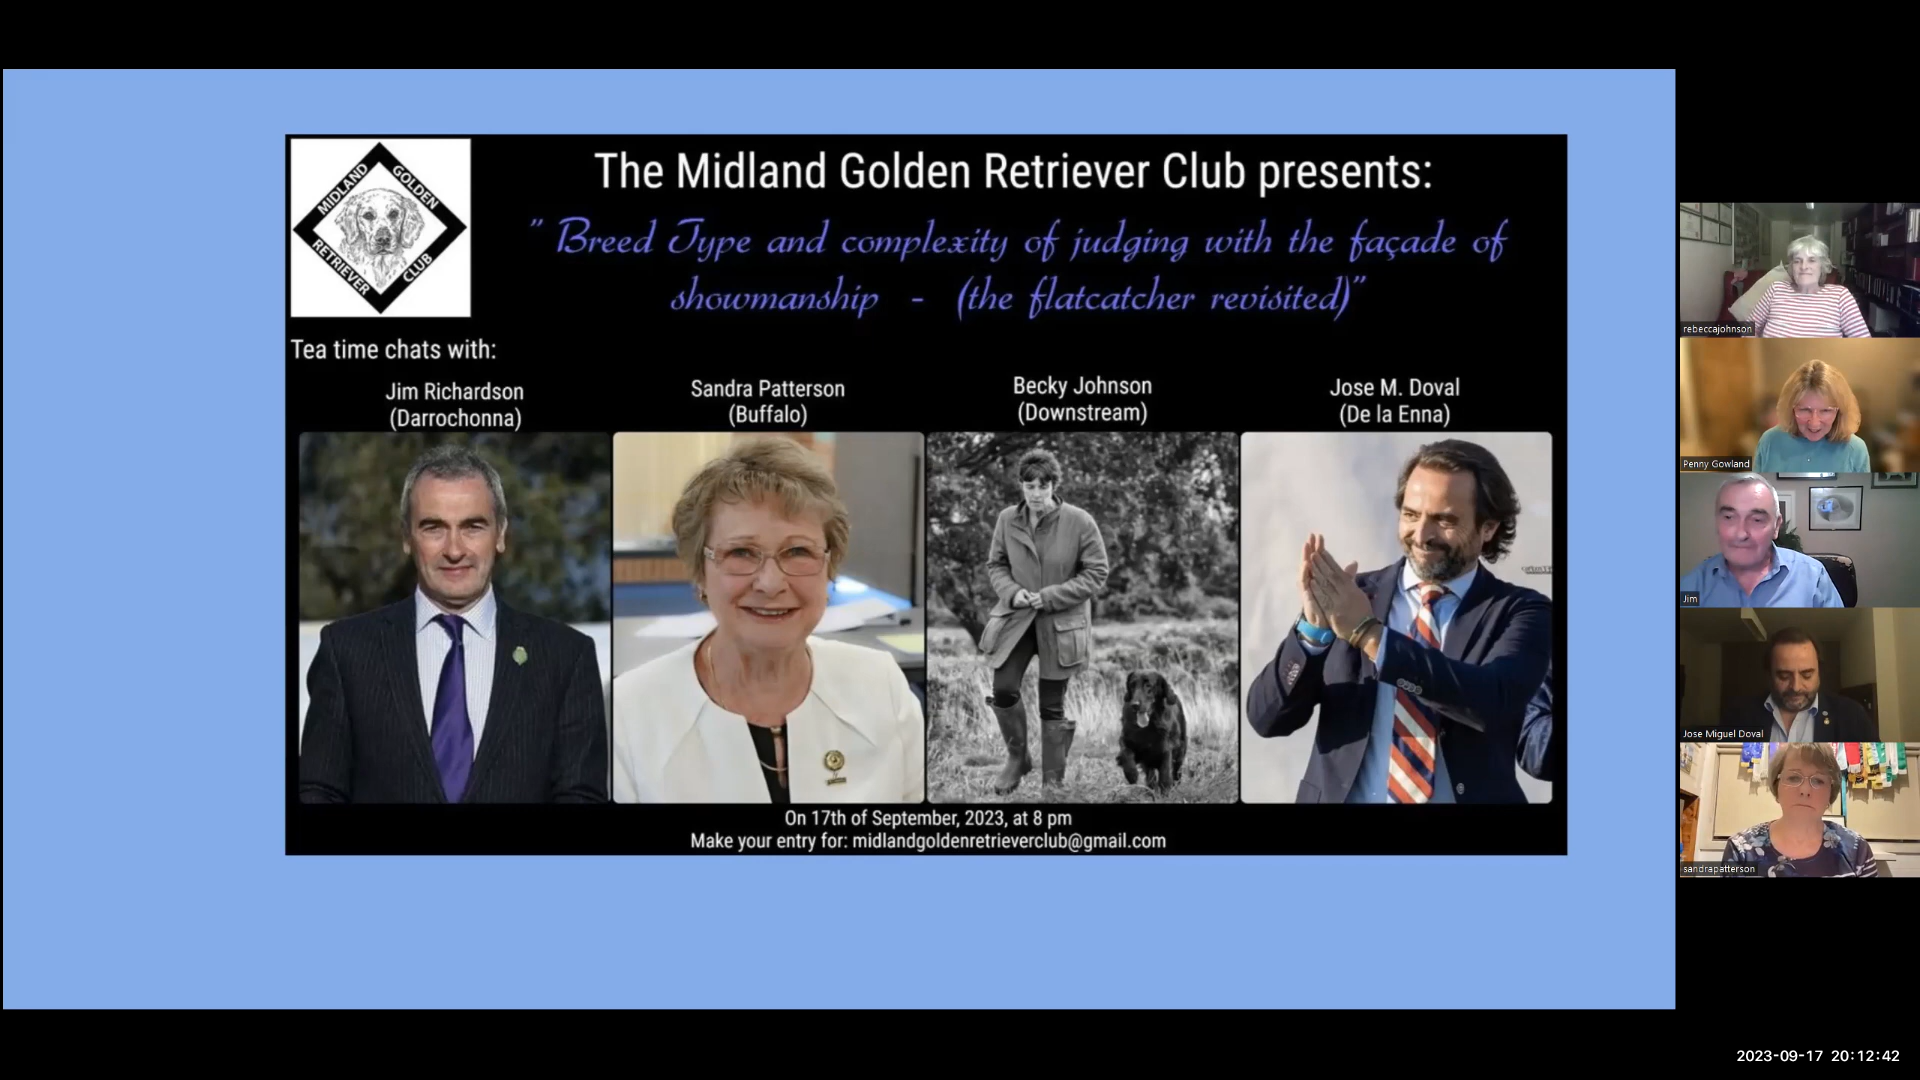 MIDLAND GOLDEN
RETRIEVER CLUB
The Midland Golden Retriever Club presents:
" Breed Type and complexity of judging with the façade of
showmanship - (the flatcatcher revisited)"
Tea time chats with:
Jim Richardson
(Darrochonna)
Sandra Patterson
(Buffalo)
Becky Johnson
(Downstream)
Jose M. Doval
(De la Enna)
On 17th of September, 2023, at 8 pm
Make your entry for: midlandgoldenretrieverclub@gmail.com
rebeccajohnson
Penny Gowland
Jim
Jose Miguel Doval
sandrapatterson
2023-09-17 20:12:42